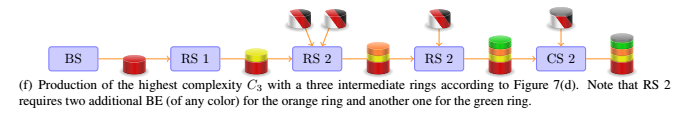 BS
RS 1
RS 2
RS 2
CS 2
(f) Production of the highest complexity C₃ with a three intermediate rings according to Figure 7(d). Note that RS 2
requires two additional BE (of any color) for the orange ring and another one for the green ring.